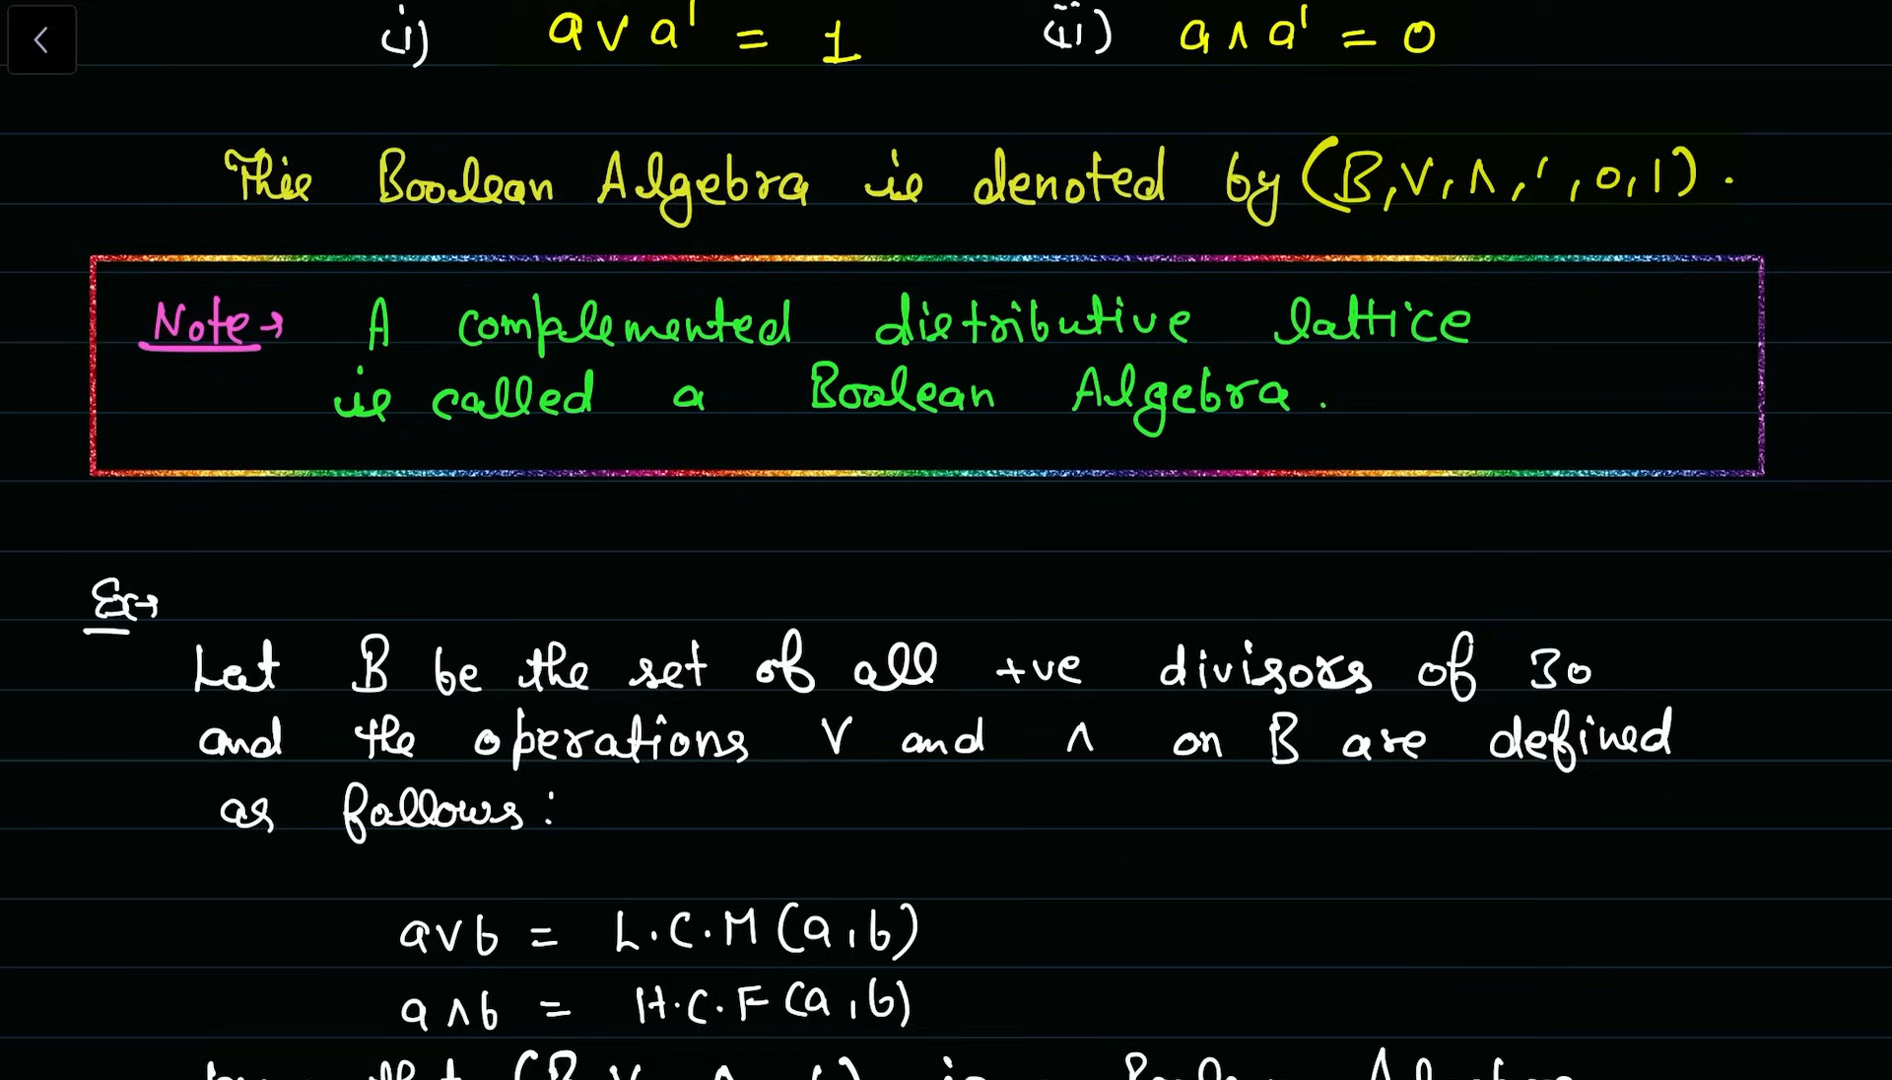 i) a ∨ a' = 1 ii) a ∧ a' = 0
This Boolean Algebra is denoted by (B, ∨, ∧, ', 0, 1).
Note→ A complemented distributive lattice
is called a Boolean Algebra.
Ex→
Let B be the set of all +ve divisors of 30
and the operations ∨ and ∧ on B are defined
as follows:
a∨b = L.C.M(a,b)
a∧b = H.C.F(a,b)